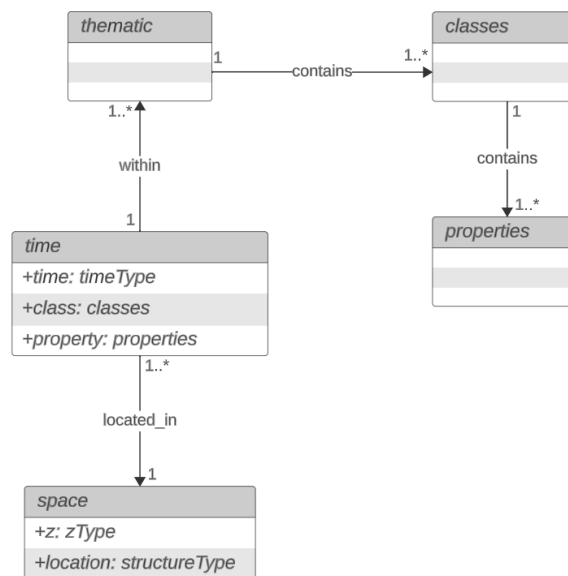 thematic
classes
1
contains
1..*
1..*
1
within
contains
1
1..*
time
properties
+time: timeType
+class: classes
+property: properties
1..*
located_in
1
space
+z: zType
+location: structureType